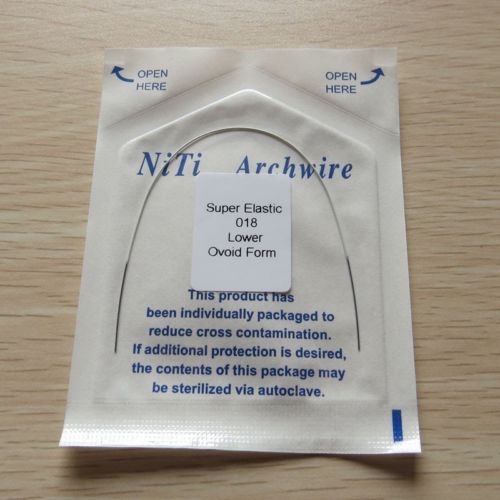 OPEN
HERE
OPEN
HERE
NiTi Archwire
Super Elastic
018
Lower
Ovoid Form
This product has
been individually packaged to
reduce cross contamination.
If additional protection is desired,
the contents of this package may
be sterilized via autoclave.